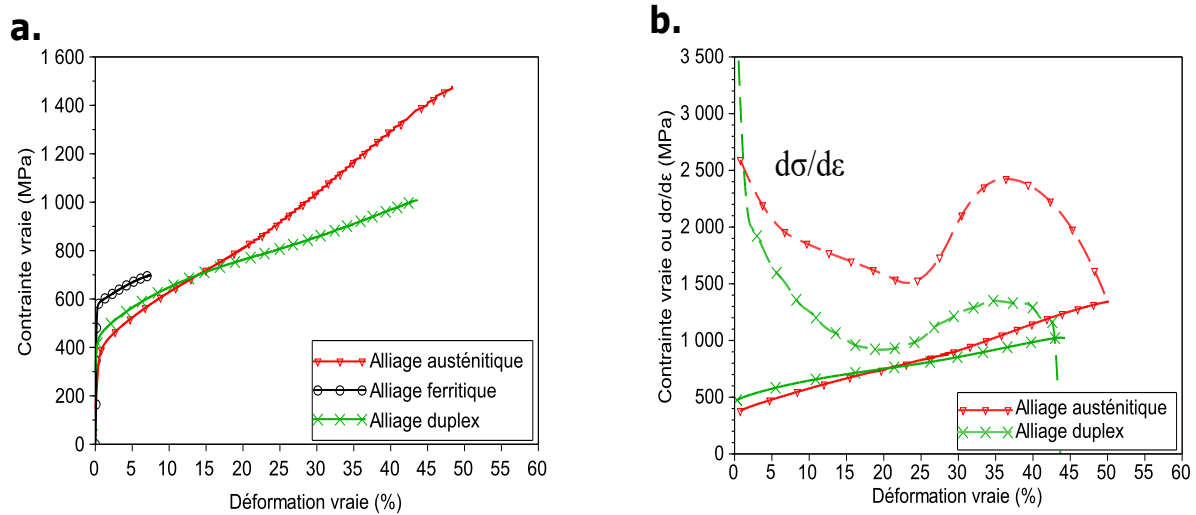 a.
1 600
1 400
1 200
1 000
800
600
400
200
0
Contrainte vraie (MPa)
Alliage austénitique
Alliage ferritique
Alliage duplex
0 5 10 15 20 25 30 35 40 45 50 60
Déformation vraie (%)
b.
3 500
3 000
2 500
2 000
1 500
1 000
500
0
Contrainte vraie ou dσ/dε (MPa)
dσ/dε
Alliage austénitique
Alliage duplex
0 5 10 15 20 25 30 35 40 45 50 60
Déformation vraie (%)